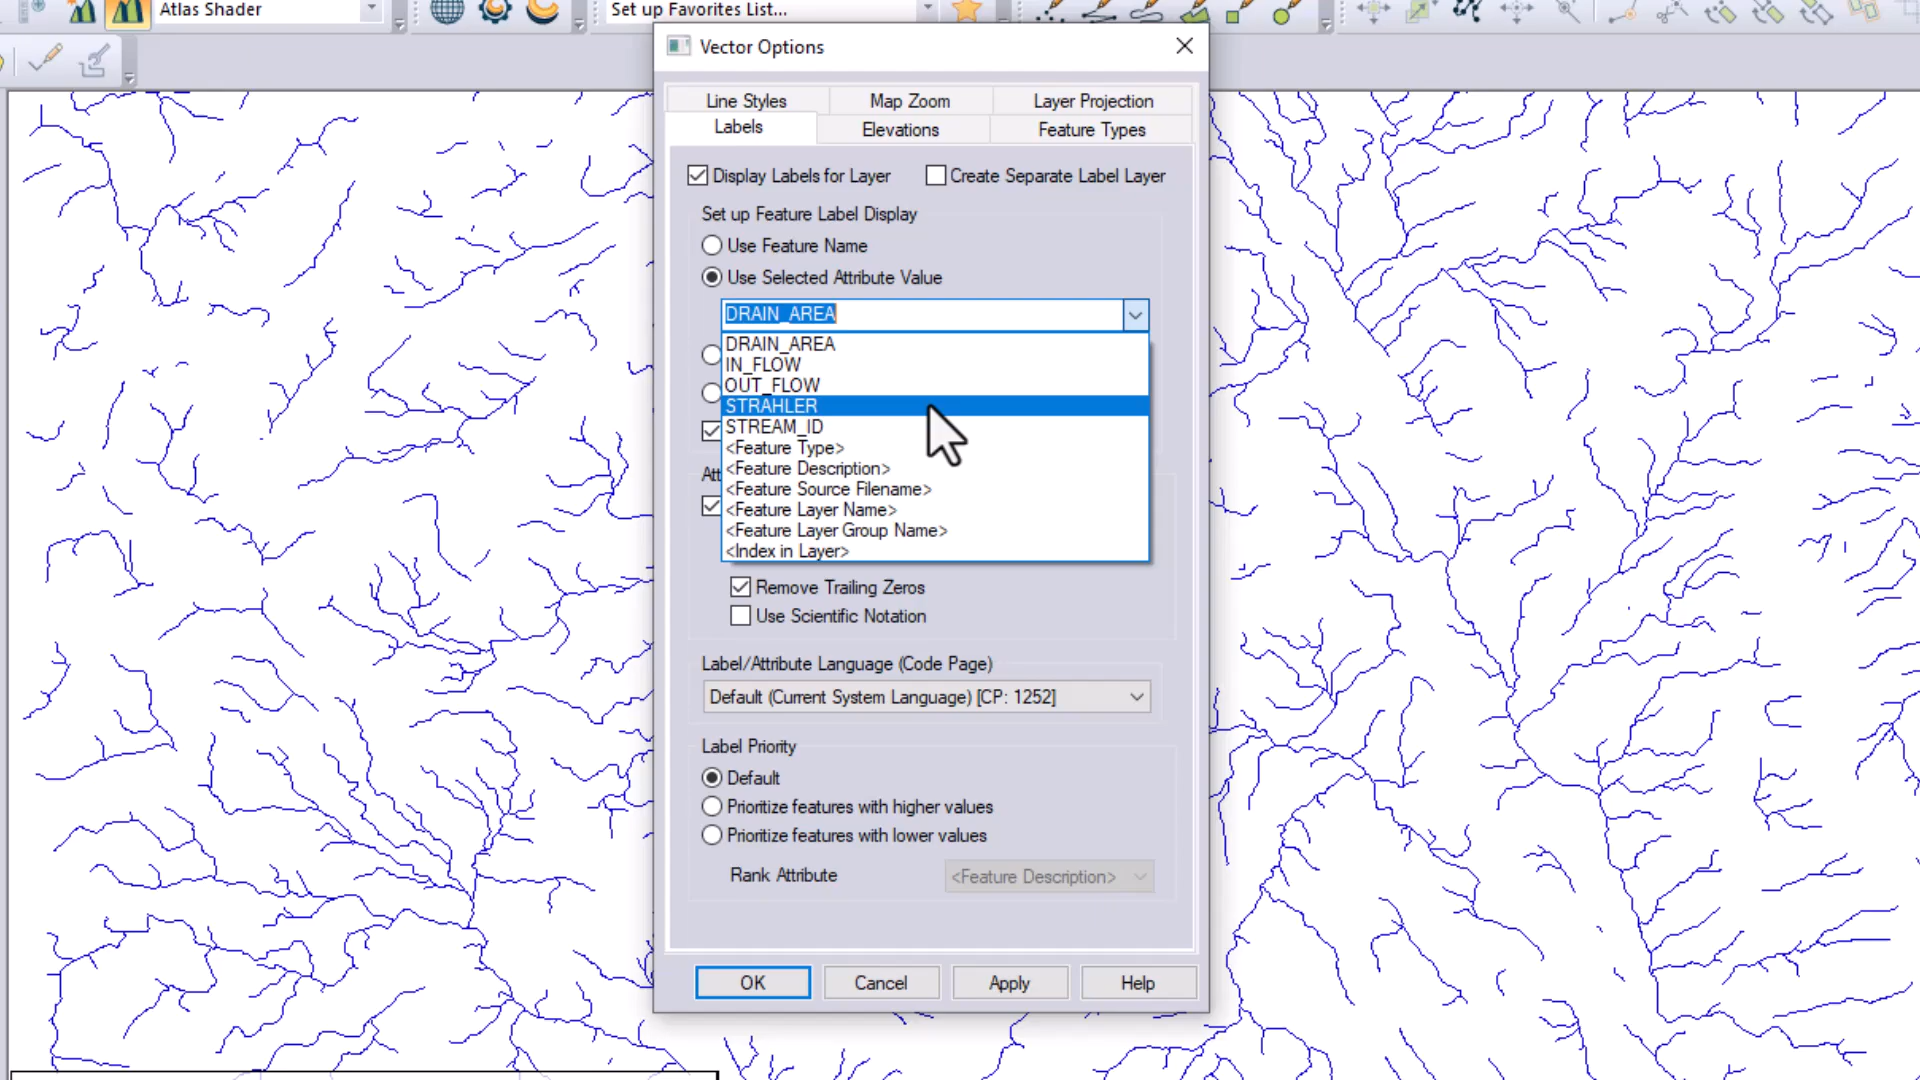 Atlas Shader
Set up Favorites List...
Vector Options
Line Styles
Map Zoom
Layer Projection
Labels
Elevations
Feature Types
Display Labels for Layer
Create Separate Label Layer
Set up Feature Label Display
Use Feature Name
Use Selected Attribute Value
DRAIN_AREA
DRAIN_AREA
IN_FLOW
OUT_FLOW
STRAHLER
STREAM_ID
<Feature Type>
<Feature Description>
Att
<Feature Source Filename>
<Feature Layer Name>
<Feature Layer Group Name>
<Index in Layer>
Remove Trailing Zeros
Use Scientific Notation
Label/Attribute Language (Code Page)
Default (Current System Language) [CP: 1252]
Label Priority
Default
Prioritize features with higher values
Prioritize features with lower values
Rank Attribute
<Feature Description>
OK
Cancel
Apply
Help